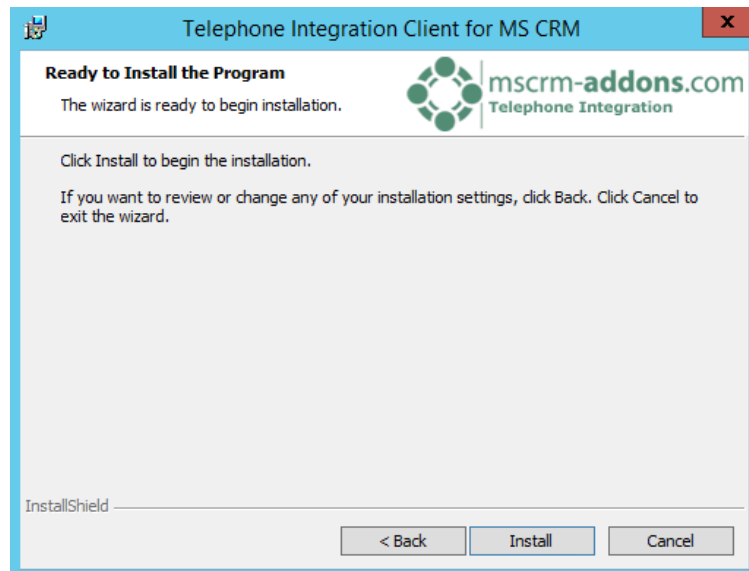 Telephone Integration Client for MS CRM
x
Ready to Install the Program
The wizard is ready to begin installation.
mscrm-addons.com
Telephone Integration
Click Install to begin the installation.
If you want to review or change any of your installation settings, click Back. Click Cancel to
exit the wizard.
InstallShield
< Back
Install
Cancel